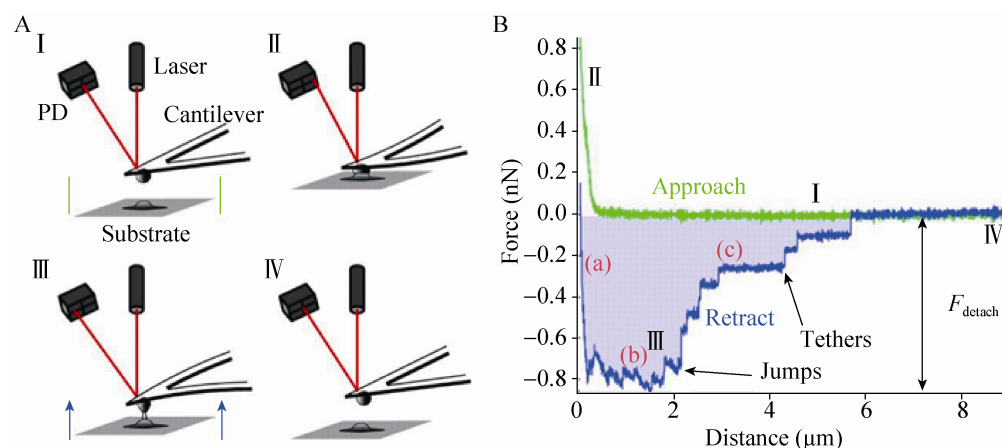 A
B
Ⅰ
Ⅱ
Laser
PD
Cantilever
Substrate
Ⅲ
Ⅳ
Force (nN)
0.8
0.4
0.4
0.2
0.0
−0.2
−0.4
−0.6
−0.8
Ⅱ
Approach
Ⅰ
Ⅳ
(a)
(c)
(b)
Ⅲ
Retract
Tethers
Jumps
Fdetach
0
2
4
6
8
Distance (μm)